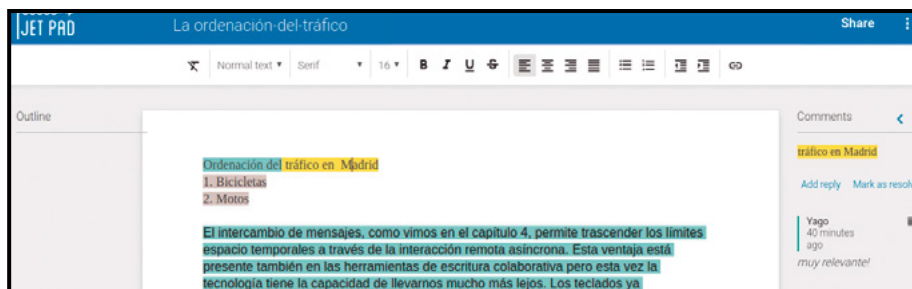 JET PAD
La ordenación-del-tráfico
Share
Normal text
Serif
16
B I U S
Outline
Comments
tráfico en Madrid
Add reply Mark as resolv
Yago
40 minutes
ago
muy relevante!
Ordenación del tráfico en Madrid
1. Bicicletas
2. Motos
El intercambio de mensajes, como vimos en el capítulo 4, permite trascender los límites
espacio temporales a través de la interacción remota asíncrona. Esta ventaja está
presente también en las herramientas de escritura colaborativa pero esta vez la
tecnología tiene la capacidad de llevarnos mucho más lejos. Los teclados ya